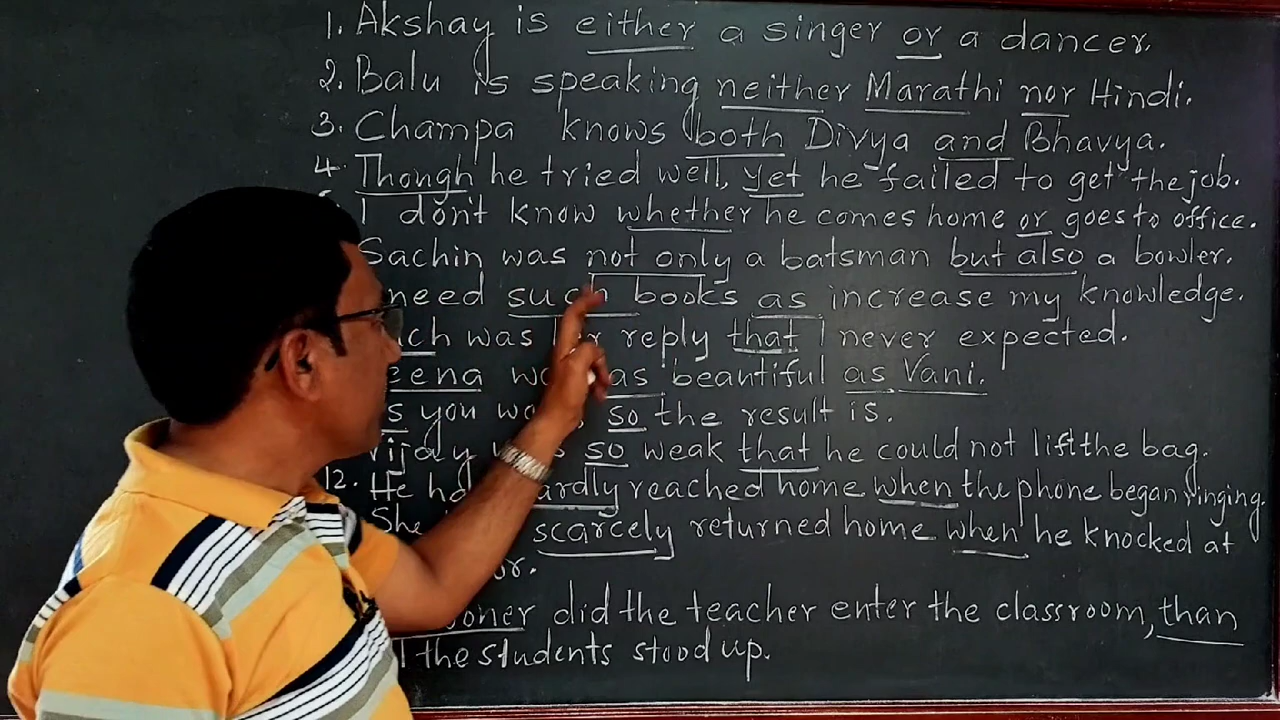 1. Akshay is either a singer or a dancer.
2. Balu is speaking neither Marathi nor Hindi.
3. Champa knows both Divya and Bhavya.
4. Though he tried well, yet he failed to get the job.
I don't know whether he comes home or goes to office.
Sachin was not only a batsman but also a bowler.
need such books as increase my knowledge.
was reply that I never expected.
as beautiful as Vani.
you so the result is.
Vijay so weak that he could not lift the bag.
12. He reached home when the phone began ringing.
She scarcely returned home when he knocked at
did the teacher enter the classroom, than
the students stood up.